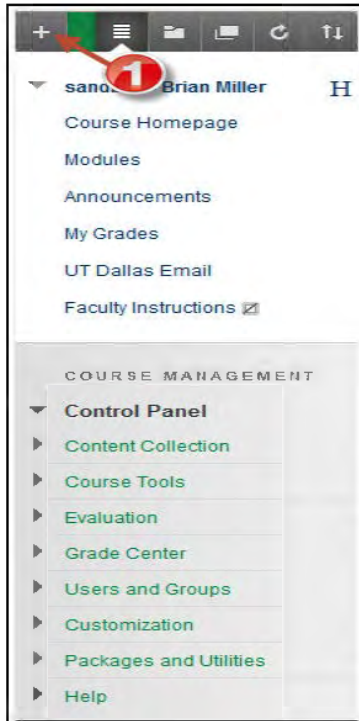 +
1
sand Brian Miller H
Course Homepage
Modules
Announcements
My Grades
UT Dallas Email
Faculty Instructions
COURSE MANAGEMENT
Control Panel
Content Collection
Course Tools
Evaluation
Grade Center
Users and Groups
Customization
Packages and Utilities
Help